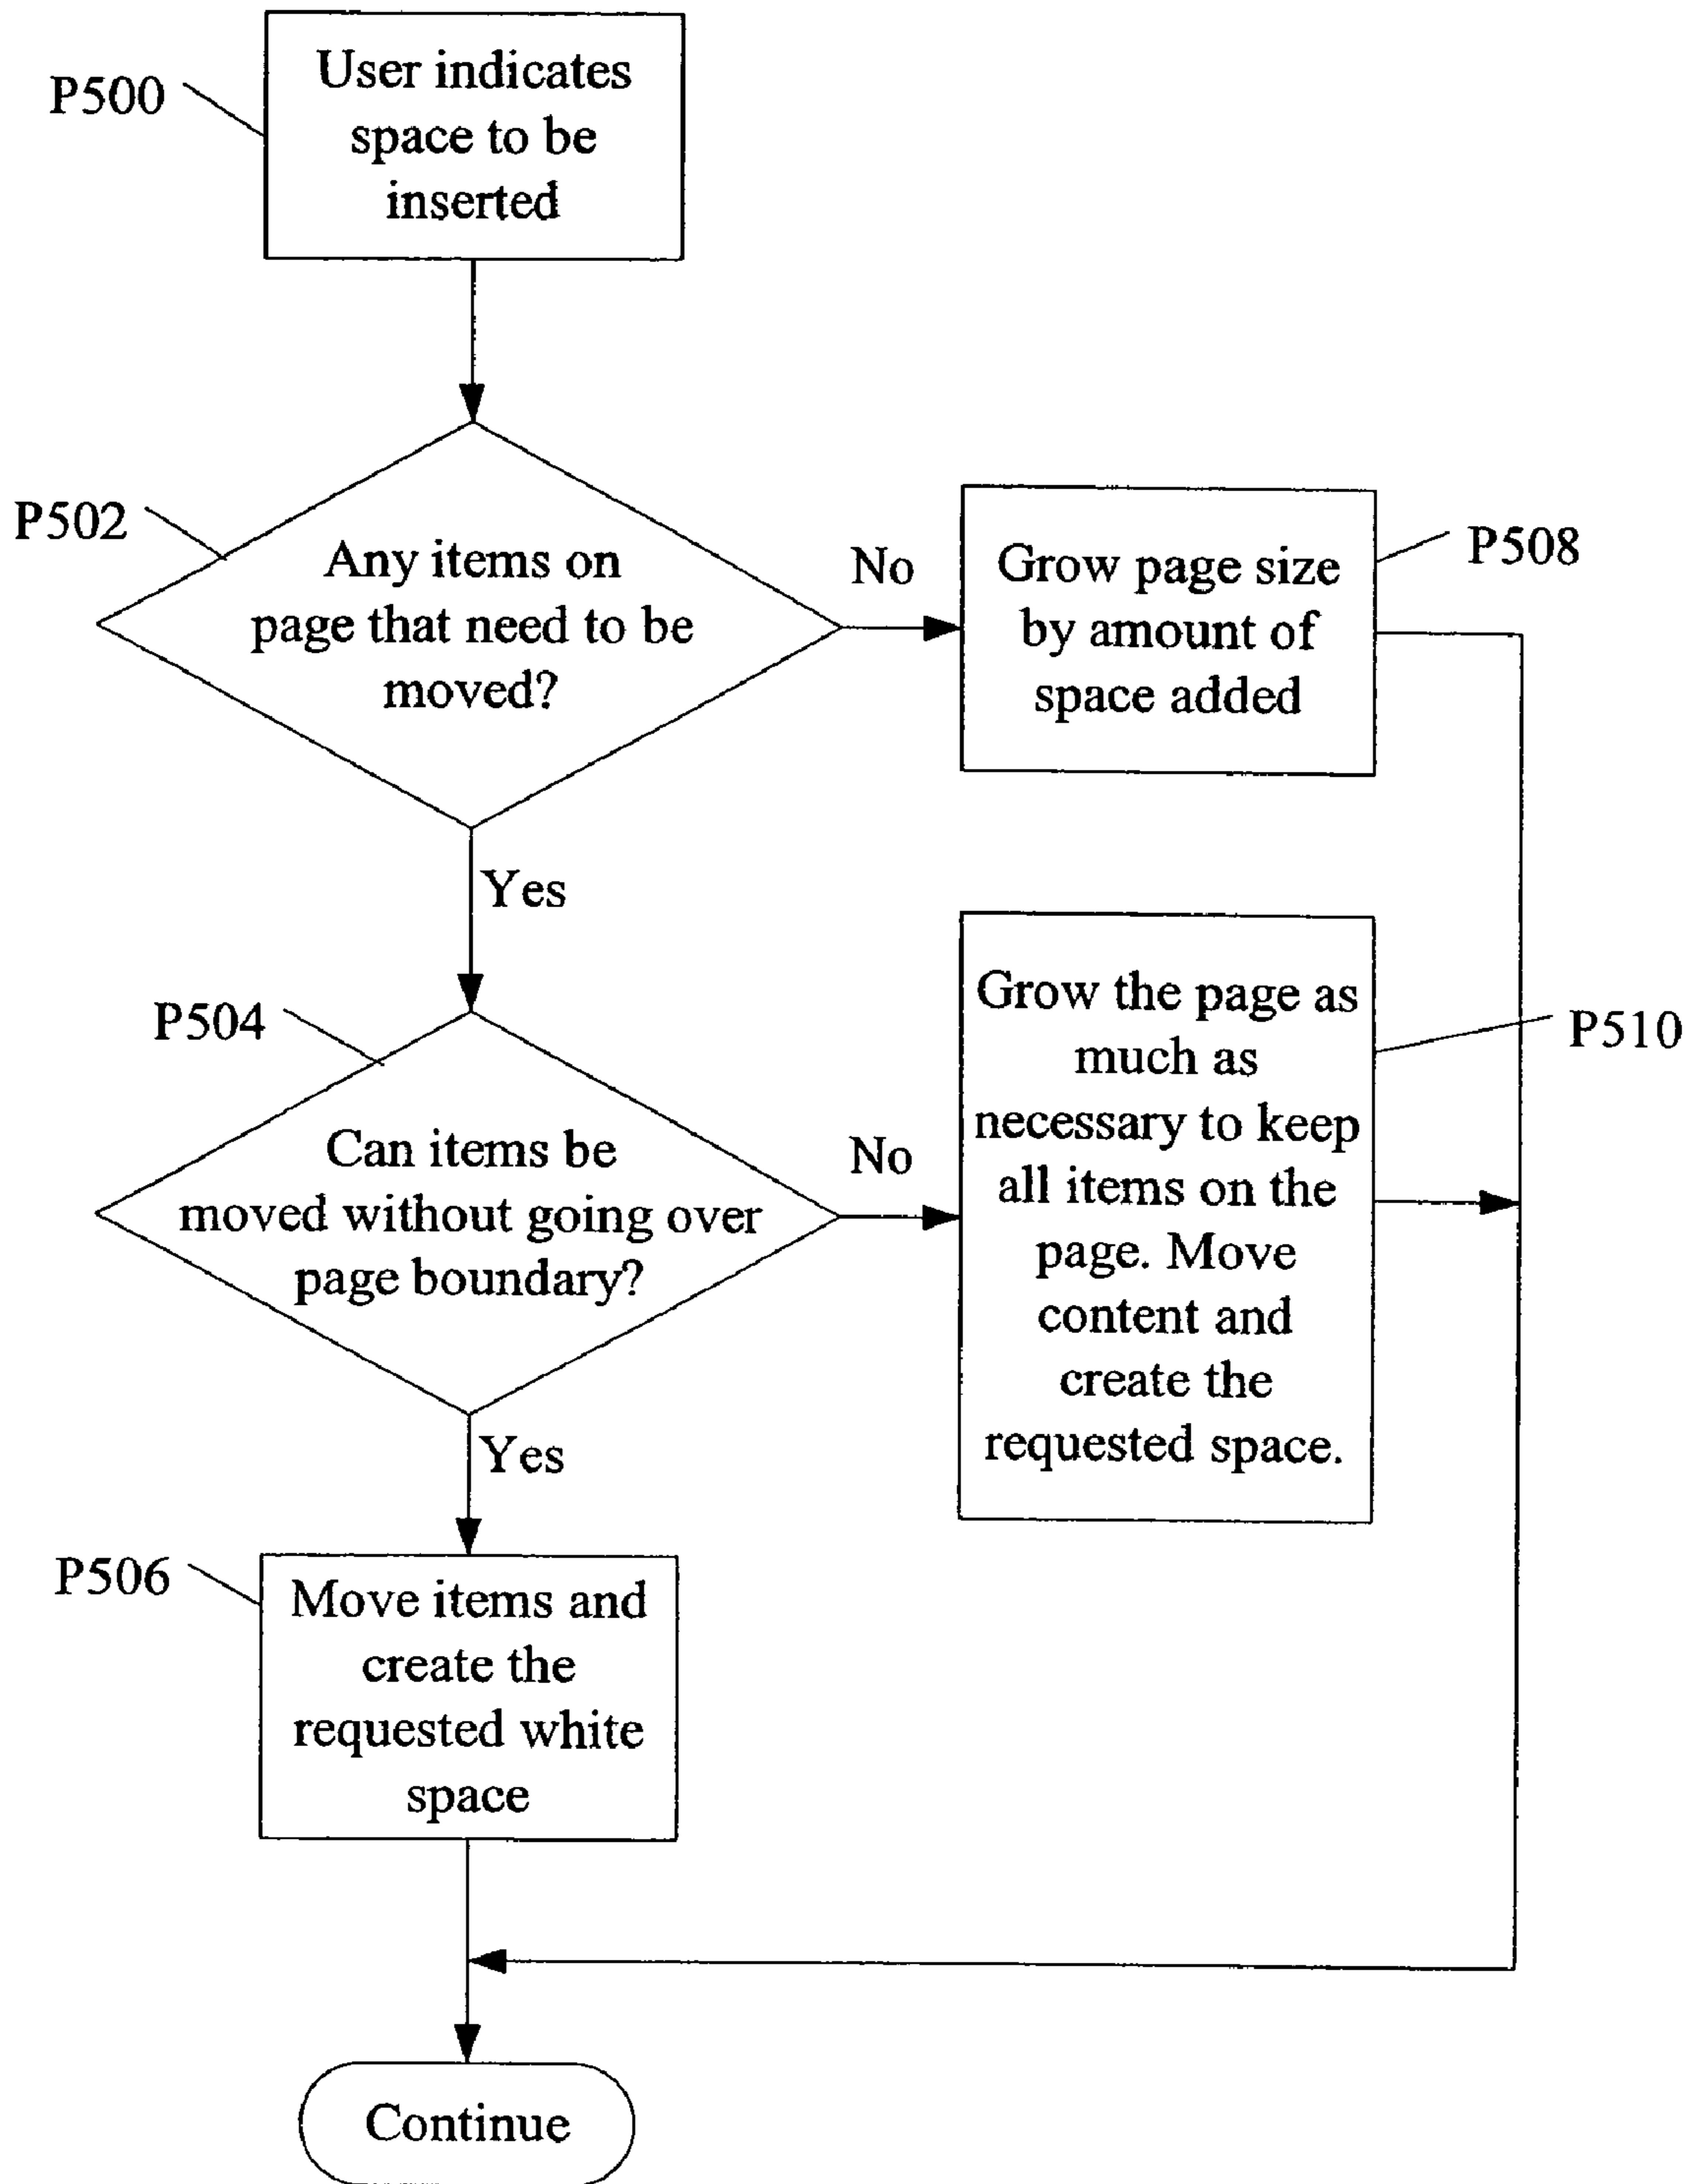 P500
User indicates
space to be
inserted
P502
Any items on
page that need to be
moved?
No
Grow page size
by amount of
space added
P508
Yes
P504
Can items be
moved without going over
page boundary?
No
Grow the page as
much as
necessary to keep
all items on the
page. Move
content and
create the
requested space.
P510
Yes
P506
Move items and
create the
requested white
space
Continue